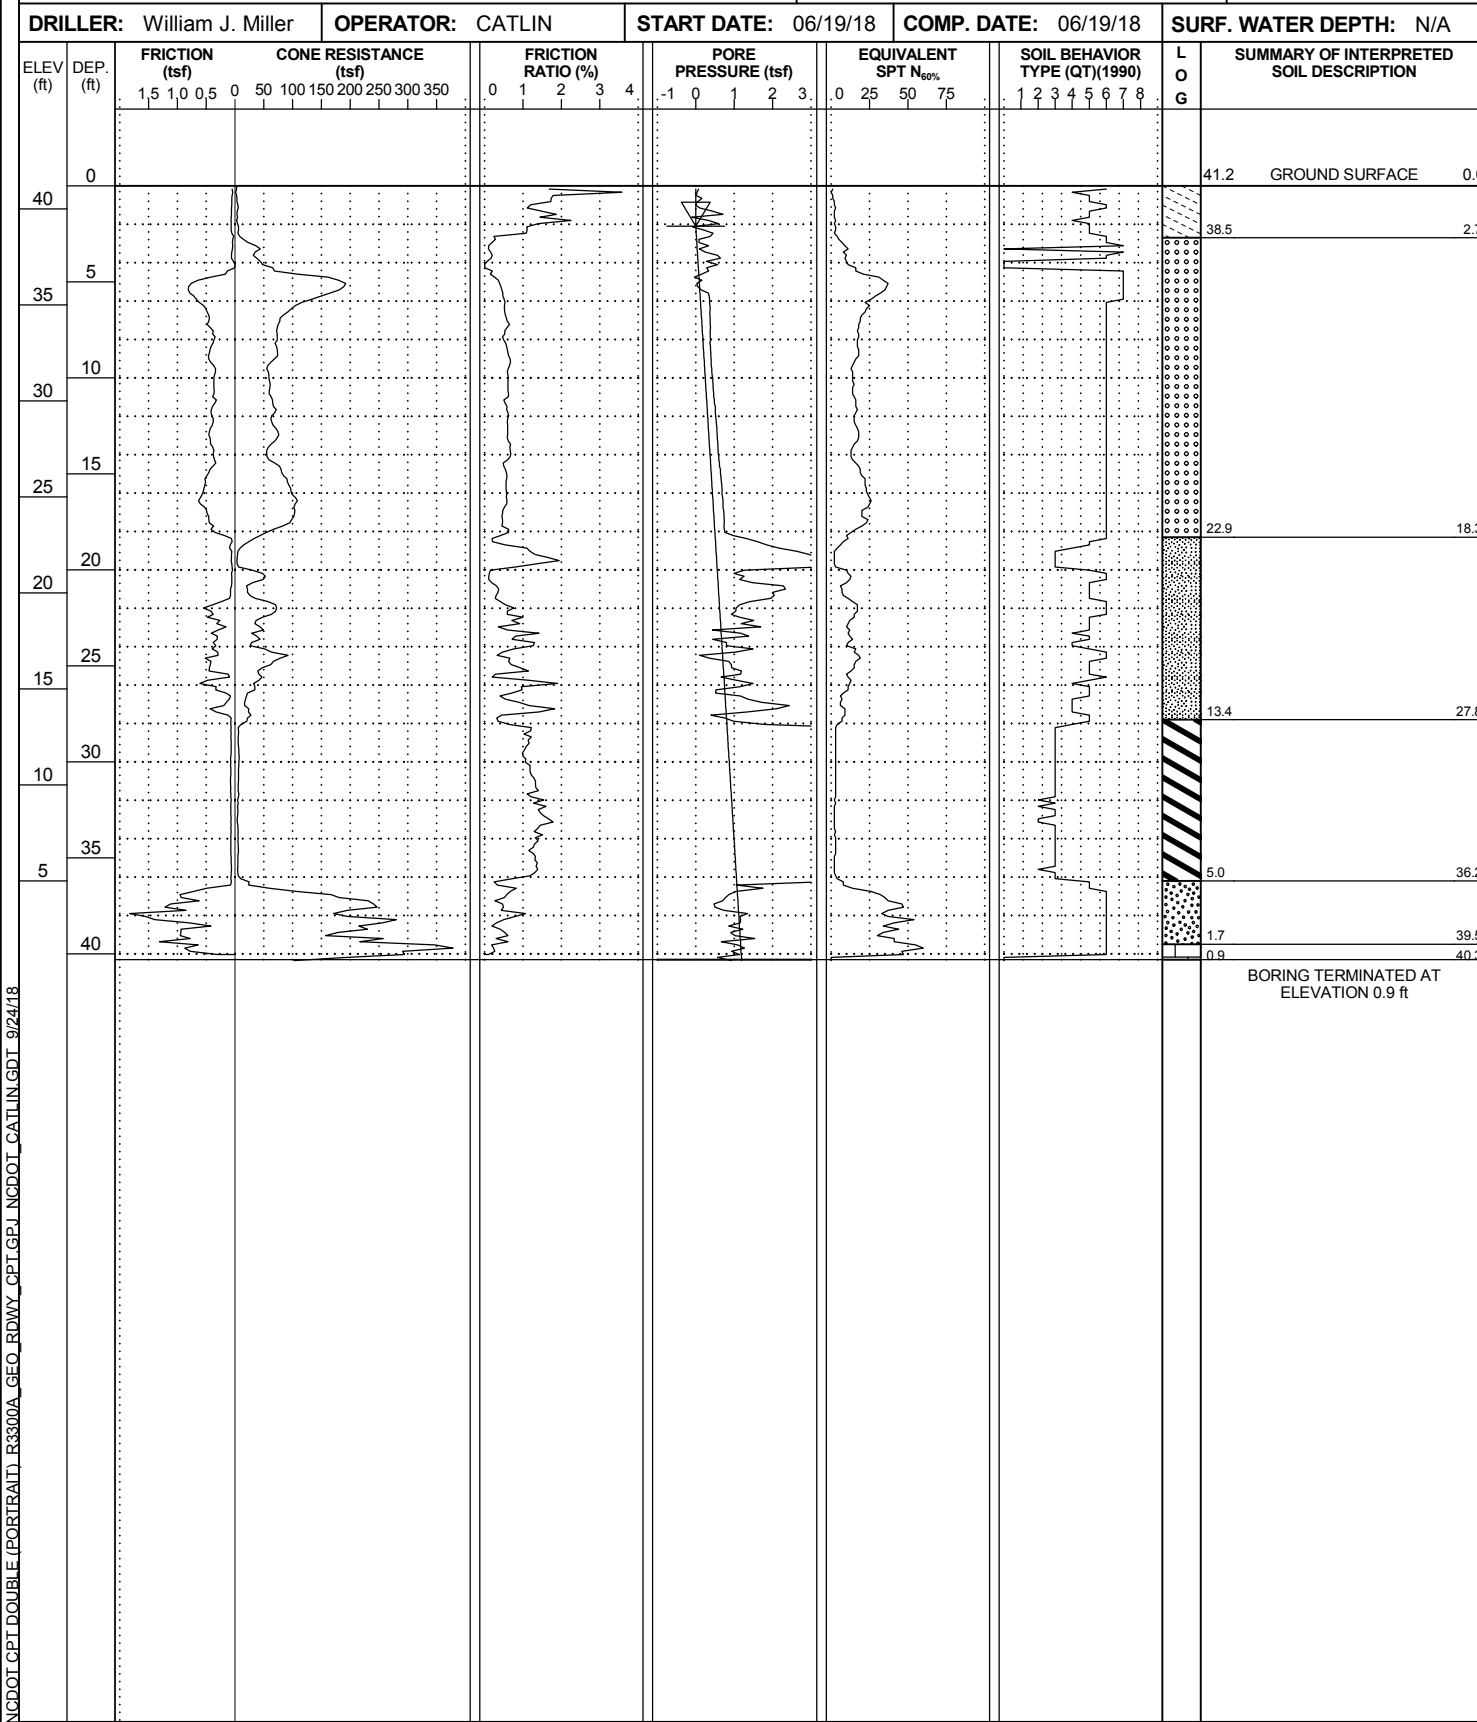 DRILLER: William J. Miller OPERATOR: CATLIN START DATE: 06/19/18 COMP. DATE: 06/19/18 SURF. WATER DEPTH: N/A
ELEV (ft) DEP. (ft) FRICTION (tsf) CONE RESISTANCE (tsf) FRICTION RATIO (%) PORE PRESSURE (tsf) EQUIVALENT SPT N60% SOIL BEHAVIOR TYPE (QT)(1990) LOG SUMMARY OF INTERPRETED SOIL DESCRIPTION
1.5 1.0 0.5 0 50 100 150 200 250 300 350 0 1 2 3 4 -1 0 1 2 3 0 25 50 75 1 2 3 4 5 6 7 8
0 41.2 GROUND SURFACE
40
38.5
5
35
10
30
15
25
22.9
20
20
25
15
13.4
30
10
35
5 5.0
1.7
40 0.9
BORING TERMINATED AT
ELEVATION 0.9 ft
NCDOT CPT DOUBLE (PORTRAIT) R3300A_GEO_RDWY_CPT.GPJ NCDOT_CATLIN.GDT 9/24/18